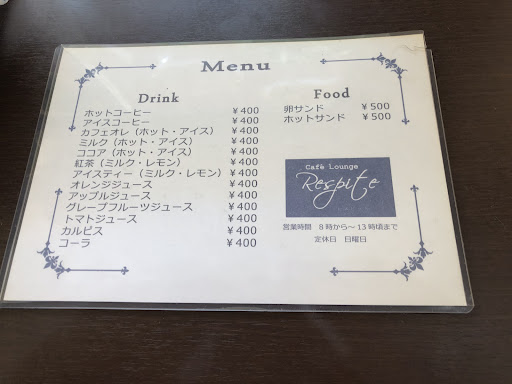 Menu
Drink
ホットコーヒー ¥400
アイスコーヒー ¥400
カフェオレ（ホット・アイス） ¥400
ミルク（ホット・アイス） ¥400
ココア（ホット・アイス） ¥400
紅茶（ミルク・レモン） ¥400
アイスティー（ミルク・レモン） ¥400
オレンジジュース ¥400
アップルジュース ¥400
グレープフルーツジュース ¥400
トマトジュース ¥400
カルピス ¥400
コーラ ¥400
Food
卵サンド ¥500
ホットサンド ¥500
Cafè Lounge
Respite
営業時間 8時から～13時頃まで
定休日 日曜日